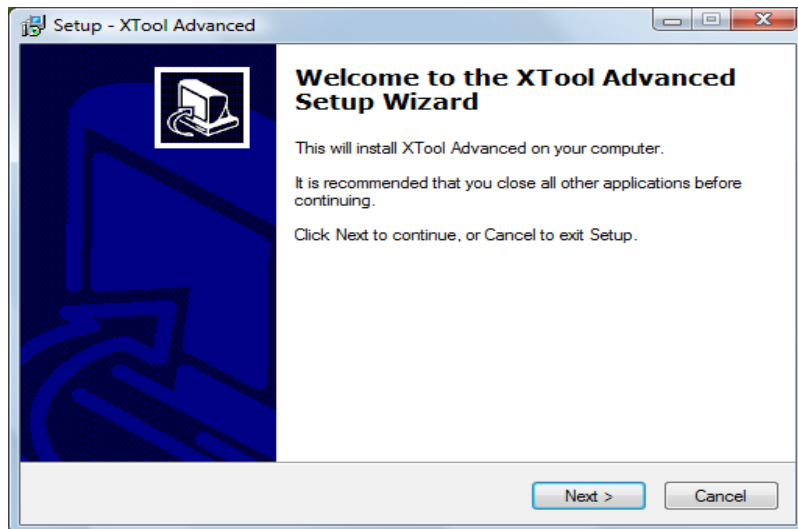 Setup - XTool Advanced
Welcome to the XTool Advanced
Setup Wizard
This will install XTool Advanced on your computer.
It is recommended that you close all other applications before
continuing.
Click Next to continue, or Cancel to exit Setup.
Next >
Cancel